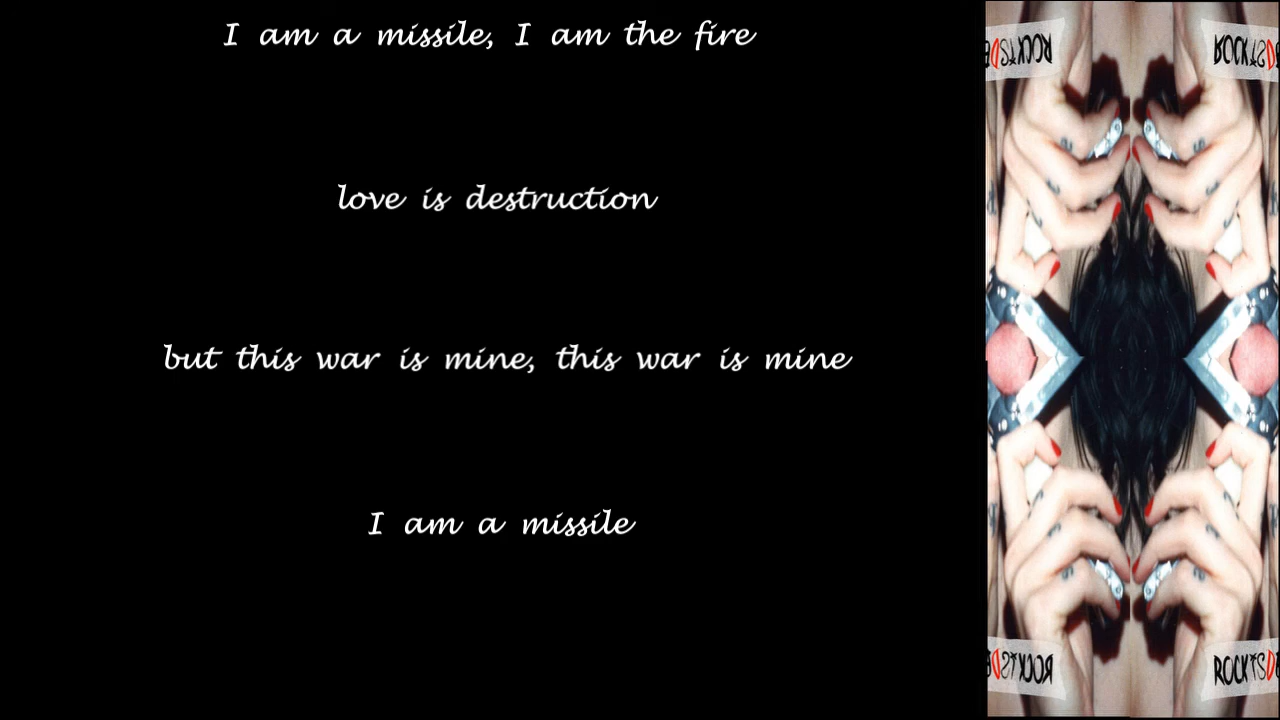 I am a missile, I am the fire
love is destruction
but this war is mine, this war is mine
I am a missile